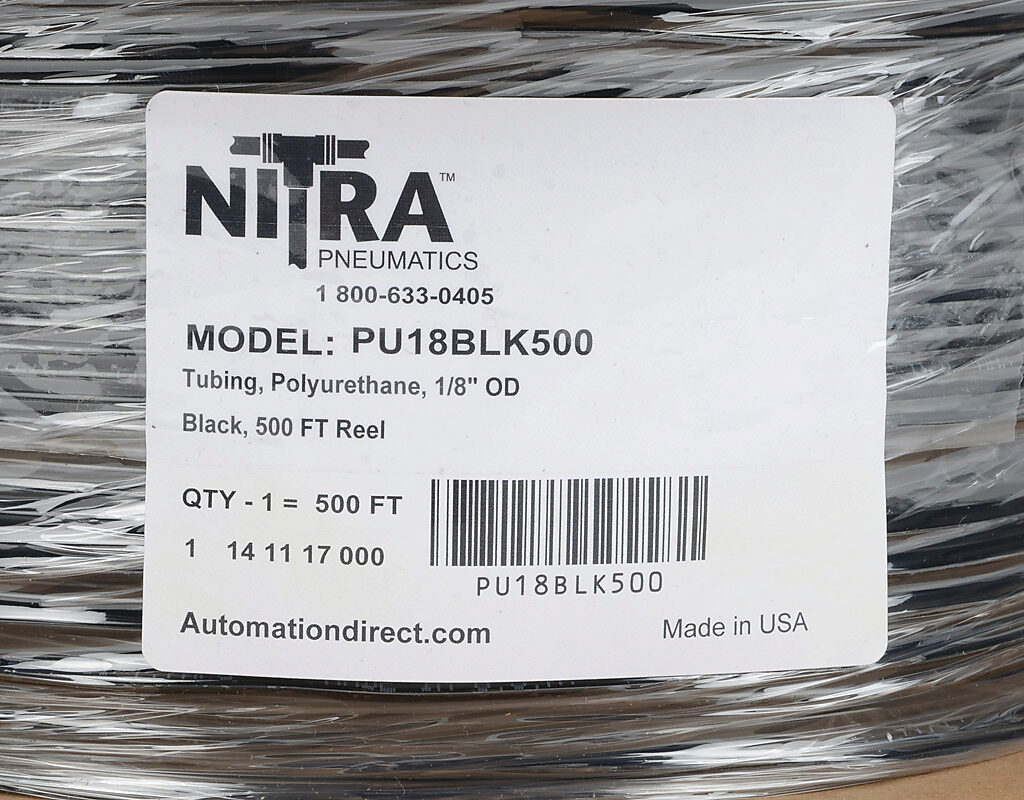 NITRA™
PNEUMATICS
1 800-633-0405
MODEL: PU18BLK500
Tubing, Polyurethane, 1/8" OD
Black, 500 FT Reel
QTY - 1 = 500 FT
1 14 11 17 000
PU18BLK500
Automationdirect.com
Made in USA